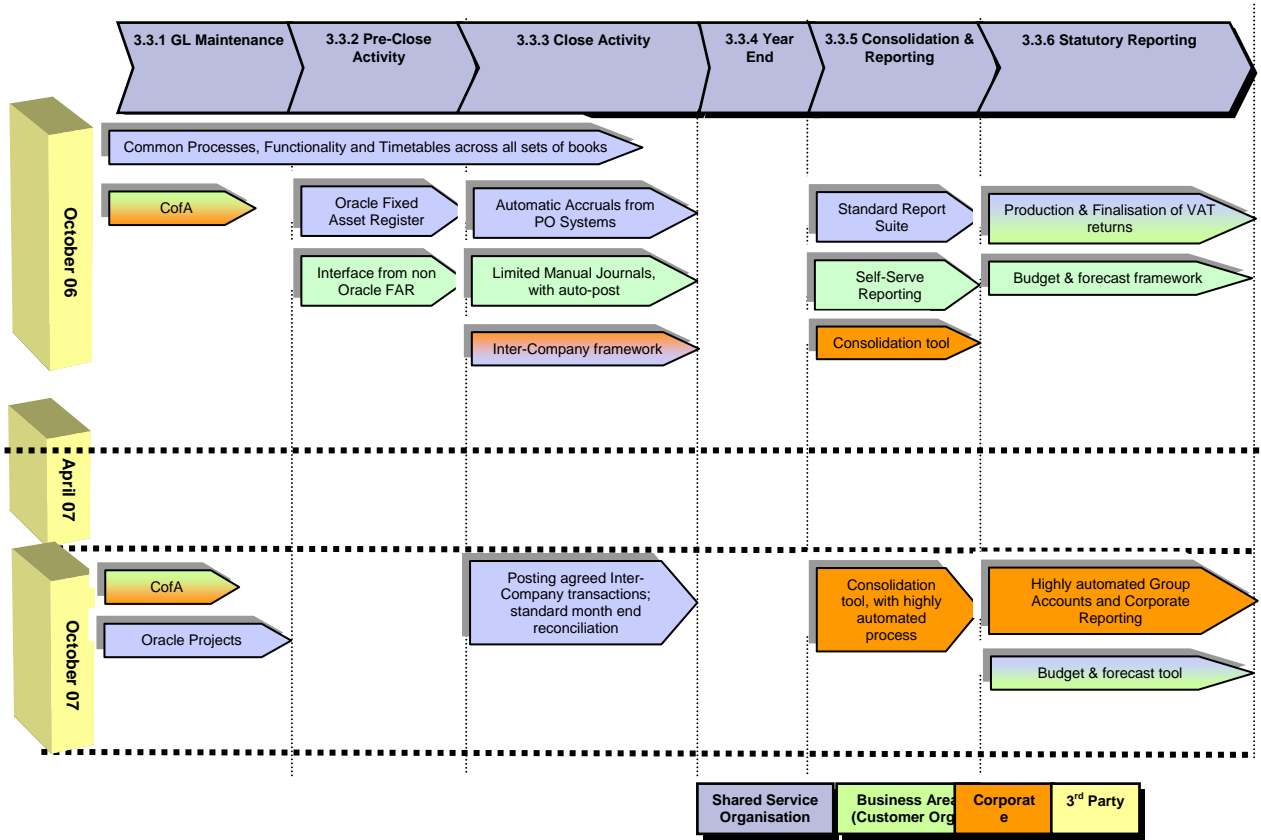 3.3.1 GL Maintenance
3.3.2 Pre-Close
Activity
3.3.3 Close Activity
3.3.4 Year
End
3.3.5 Consolidation &
Reporting
3.3.6 Statutory Reporting
October 06
Common Processes, Functionality and Timetables across all sets of books
CofA
Oracle Fixed
Asset Register
Automatic Accruals from
PO Systems
Standard Report
Suite
Production & Finalisation of VAT
returns
Interface from non
Oracle FAR
Limited Manual Journals,
with auto-post
Self-Serve
Reporting
Budget & forecast framework
Inter-Company framework
Consolidation tool
April 07
October 07
CofA
Oracle Projects
Posting agreed Inter-
Company transactions;
standard month end
reconciliation
Consolidation
tool, with highly
automated
process
Highly automated Group
Accounts and Corporate
Reporting
Budget & forecast tool
Shared Service
Organisation
Business Area
(Customer Org
Corporat
e
3rd Party